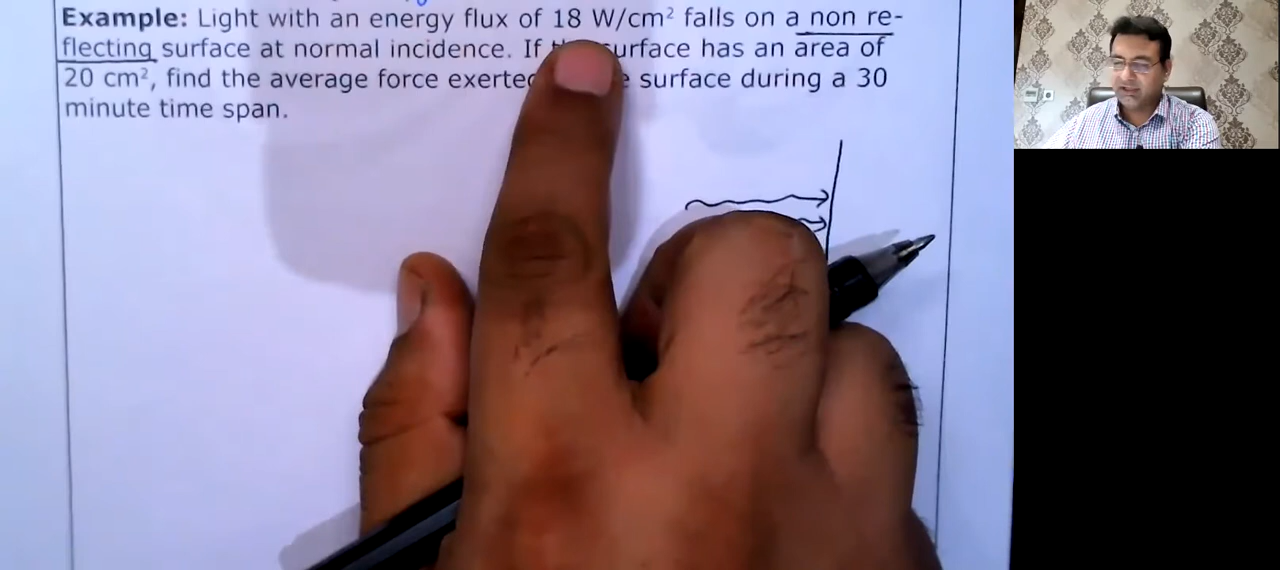 Example: Light with an energy flux of 18 W/cm² falls on a non re-
flecting surface at normal incidence. If surface has an area of
20 cm², find the average force exerted surface during a 30
minute time span.